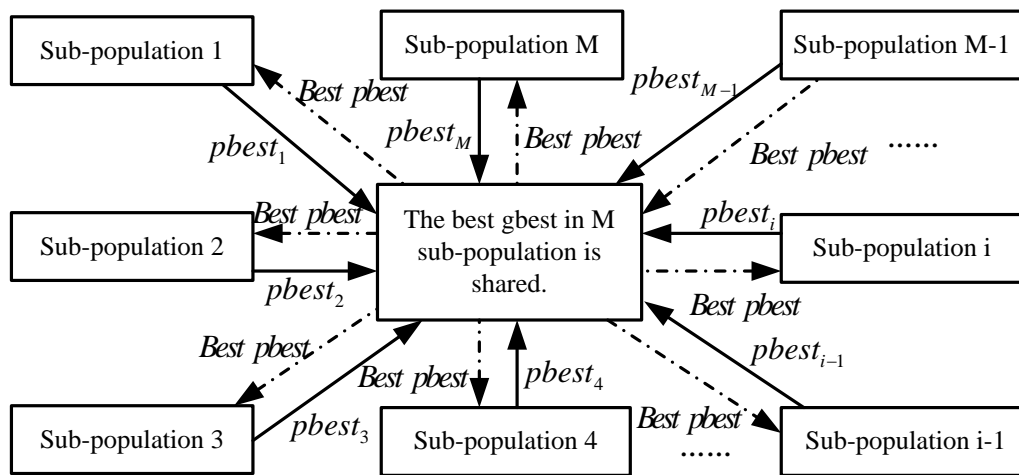 Sub-population 1
Sub-population M
Sub-population M-1
Best pbest
pbest_{M-1}
pbest_1
pbest_M
Best pbest
Best pbest
......
Best pbest
pbest_i
Sub-population 2
The best gbest in M
sub-population is
shared.
Sub-population i
pbest_2
Best pbest
Best pbest
pbest_{i-1}
Best pbest
pbest_4
pbest_3
Best pbest
Sub-population 3
Sub-population 4
......
Sub-population i-1